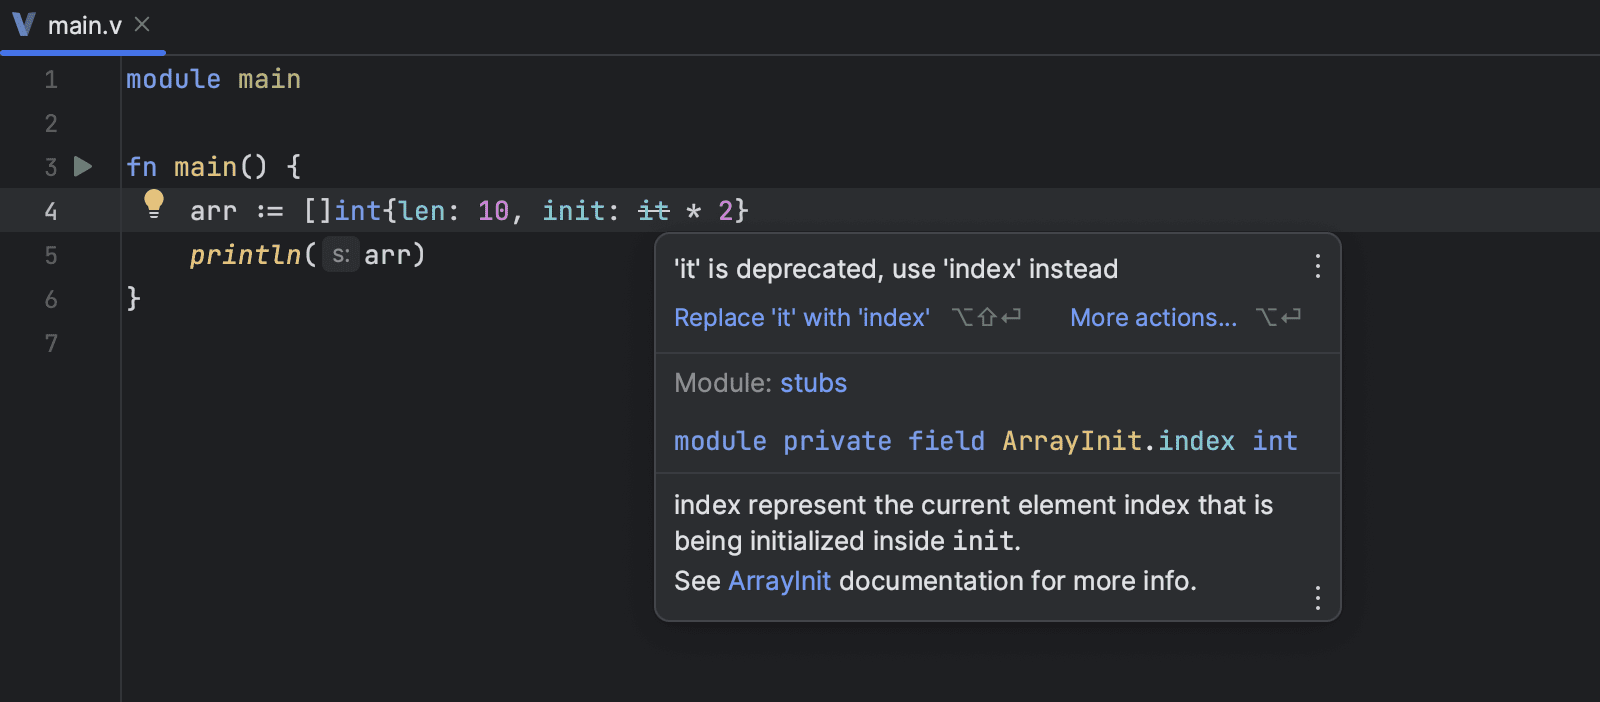 main.v
1 module main
2
3 fn main() {
4 arr := []int{len: 10, init: it * 2}
5 println( s: arr)
6 }
7
'it' is deprecated, use 'index' instead
Replace 'it' with 'index' ⌥⇧⏎ More actions... ⌥⏎
Module: stubs
module private field ArrayInit.index int
index represent the current element index that is
being initialized inside init.
See ArrayInit documentation for more info.